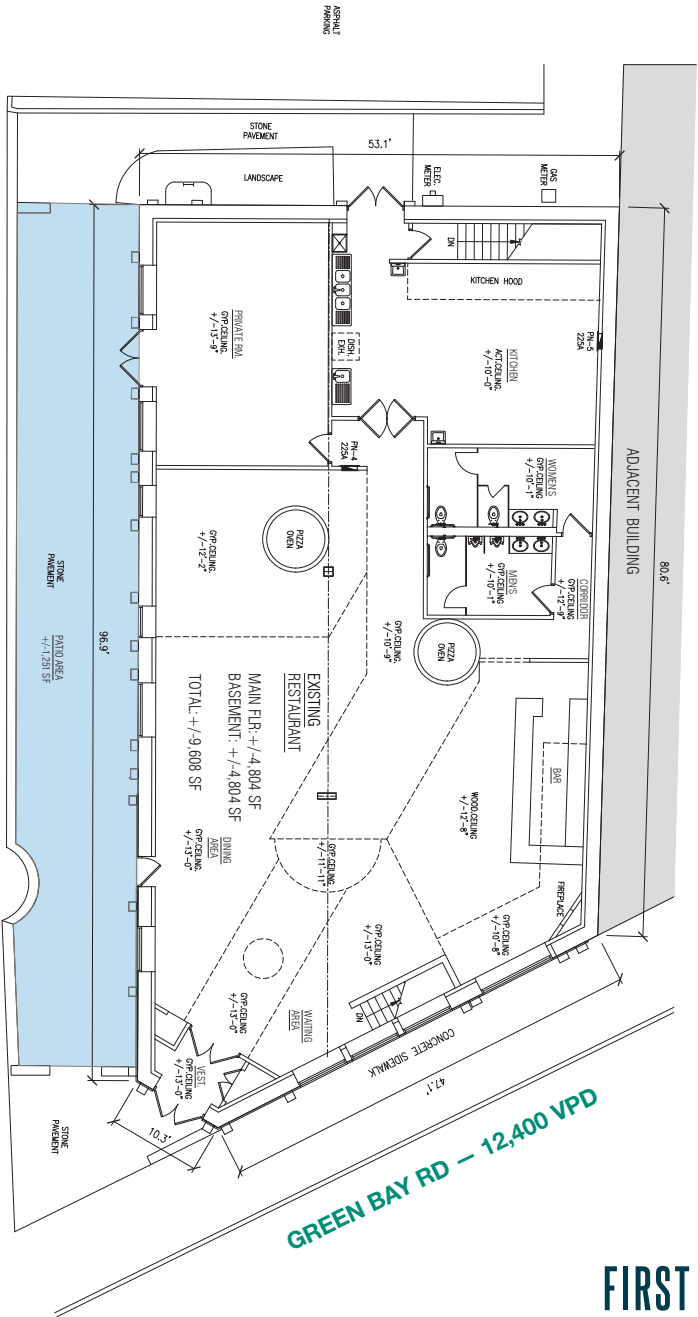 ASPHALT
PARKING
STONE
PAVEMENT
LANDSCAPE
53.1'
ELEC.
METER
GAS
METER
DN
KITCHEN HOOD
PN-5
225A
KITCHEN
ACT.CEILING
+/-10'-0"
DISH.
EXH.
PRIVATE RM.
GYP.CEILING.
+/-13'-9"
PN-4
225A
WOMEN'S
GYP.CEILING
+/-10'-1"
MEN'S
GYP.CEILING
+/-10'-1"
CORRIDOR
GYP.CEILING
+/-12'-9"
ADJACENT BUILDING
80.6'
GYP.CEILING.
+/-12'-2"
PIZZA
OVEN
GYP.CEILING.
+/-10'-9"
PIZZA
OVEN
STONE
PAVEMENT
PATIO AREA
+/-1,251 SF
96.9'
EXISTING
RESTAURANT
MAIN FLR: +/-4,804 SF
BASEMENT: +/-4,804 SF
TOTAL: +/-9,608 SF
BAR
WOOD.CEILING
+/-12'-8"
DINING
AREA
GYP.CEILING.
+/-13'-0"
GYP.CEILING
+/-11'-11"
FIREPLACE
GYP.CEILING
+/-10'-8"
GYP.CEILING
+/-13'-0"
GYP.CEILING
+/-13'-0"
WAITING
AREA
DN
VEST.
GYP.CEILING
+/-13'-0"
CONCRETE SIDEWALK
47.1'
10.3'
STONE
PAVEMENT
GREEN BAY RD – 12,400 VPD
FIRST